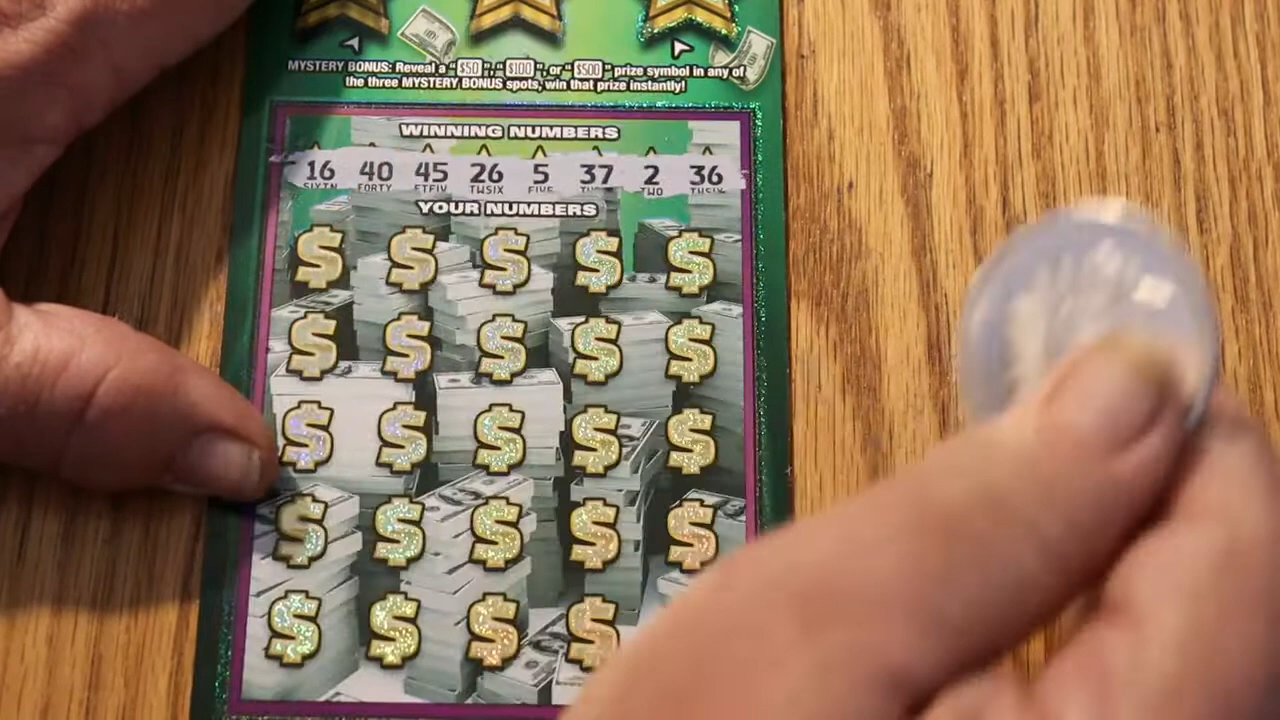 MYSTERY BONUS: Reveal a "$50", "$100", or "$500" prize symbol in any of
the three MYSTERY BONUS spots, win that prize instantly!
WINNING NUMBERS
16 40 45 26 5 37 2 36
SIXTN FORTY FTFIV TWSIX FIVE TWO THSIX
YOUR NUMBERS
$ $ $ $ $
$ $ $ $ $
$ $ $ $ $
$ $ $ $ $
$ $ $ $